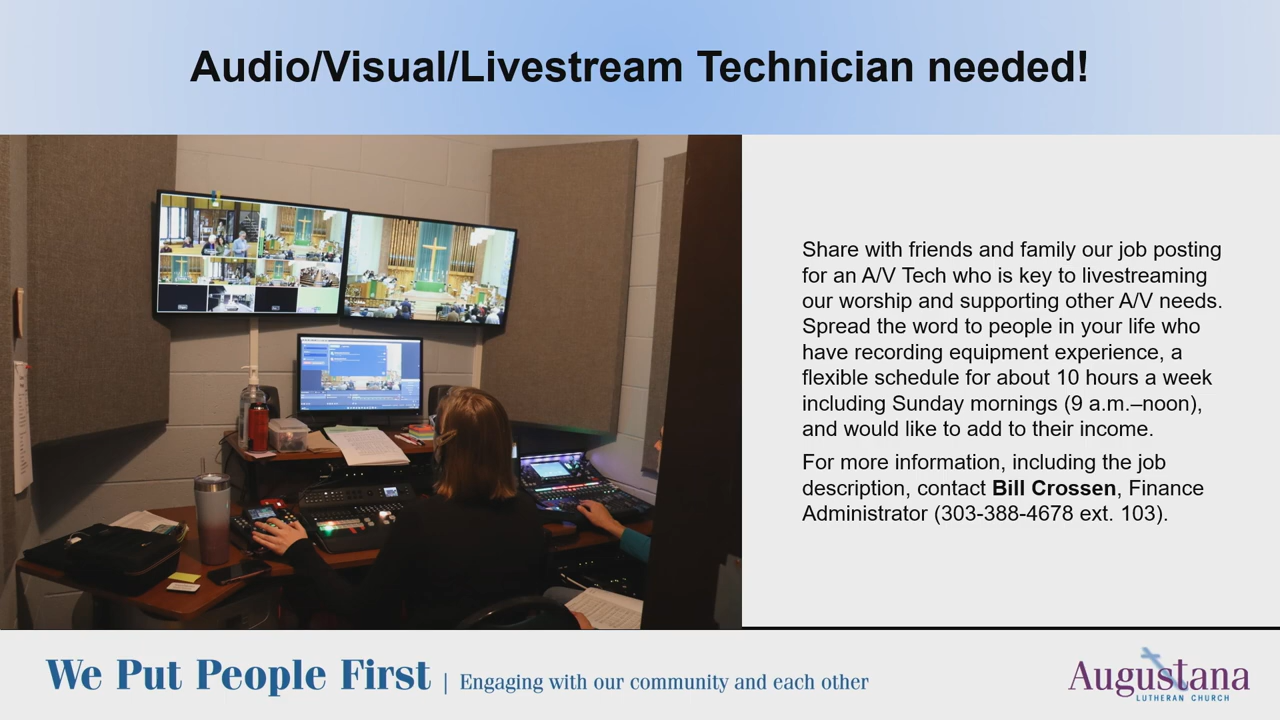 Audio/Visual/Livestream Technician needed!
Share with friends and family our job posting
for an A/V Tech who is key to livestreaming
our worship and supporting other A/V needs.
Spread the word to people in your life who
have recording equipment experience, a
flexible schedule for about 10 hours a week
including Sunday mornings (9 a.m.–noon),
and would like to add to their income.
For more information, including the job
description, contact Bill Crossen, Finance
Administrator (303-388-4678 ext. 103).
We Put People First | Engaging with our community and each other
Augustana
LUTHERAN CHURCH